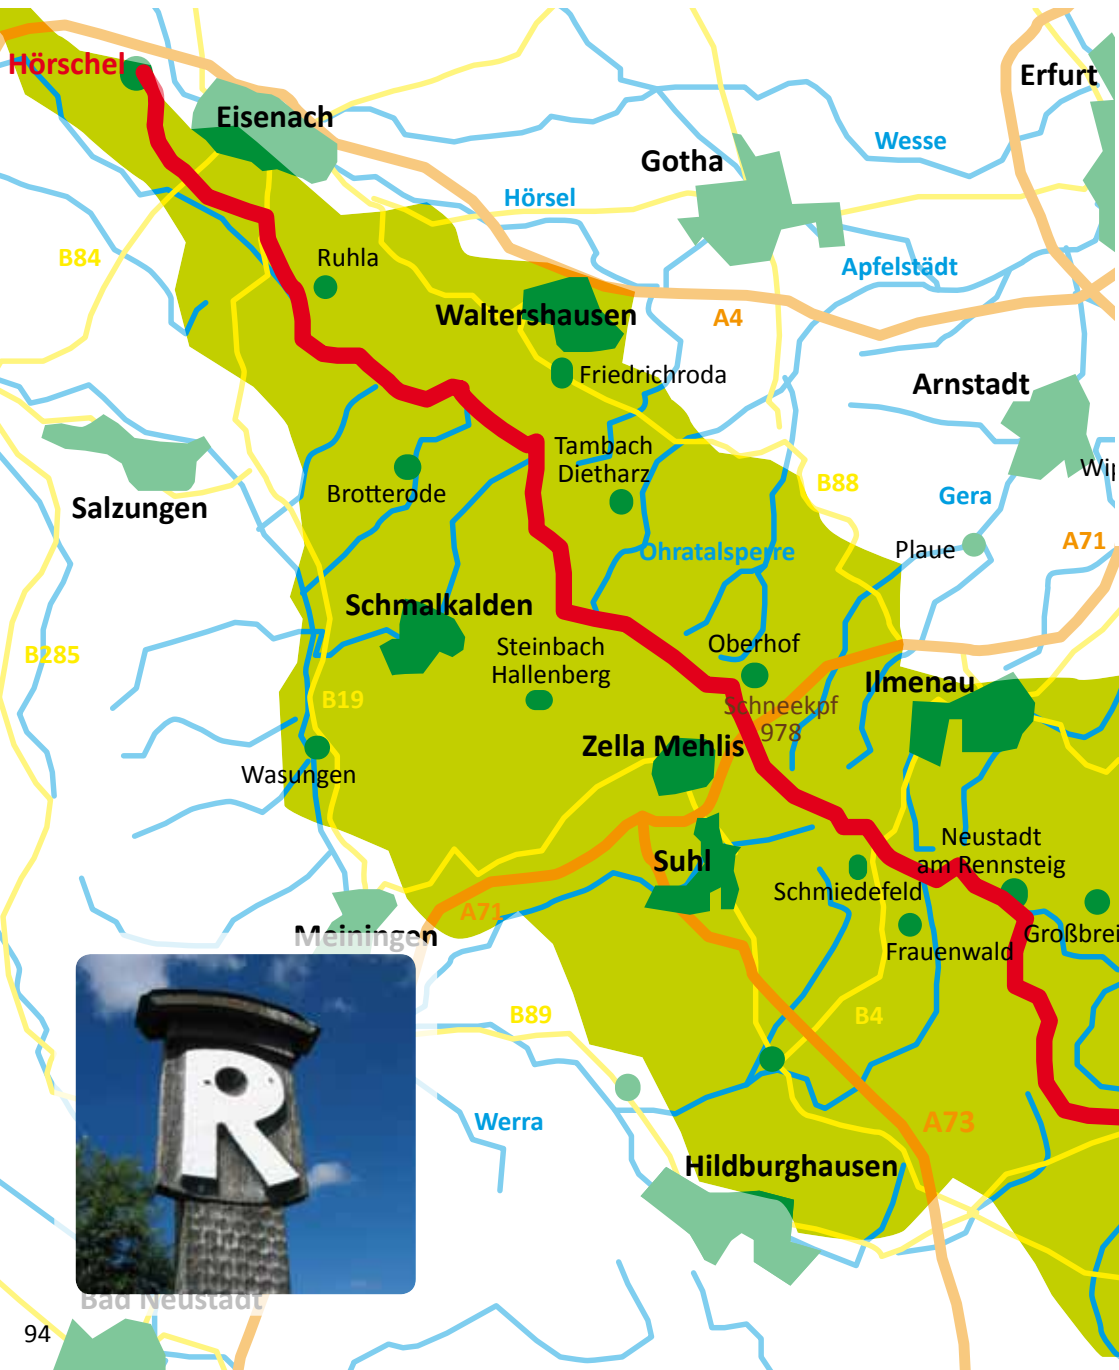 Hörschel
Erfurt
Eisenach
Wesse
Gotha
Hörsel
B84
Ruhla
Apfelstädt
Waltershausen
A4
Friedrichroda
Arnstadt
Tambach
Dietharz
Brotterode
B88
Salzungen
Gera
Ohratalsperre
Plaue
A71
Schmalkalden
Steinbach
Hallenberg
Oberhof
B285
B19
Ilmenau
Schneekpf
978
Zella Mehlis
Wasungen
Neustadt
am Rennsteig
Suhl
Schmiedefeld
A71
Meiningen
Frauenwald
B89
B4
R
Werra
A73
Hildburghausen
Bad Neustadt
94